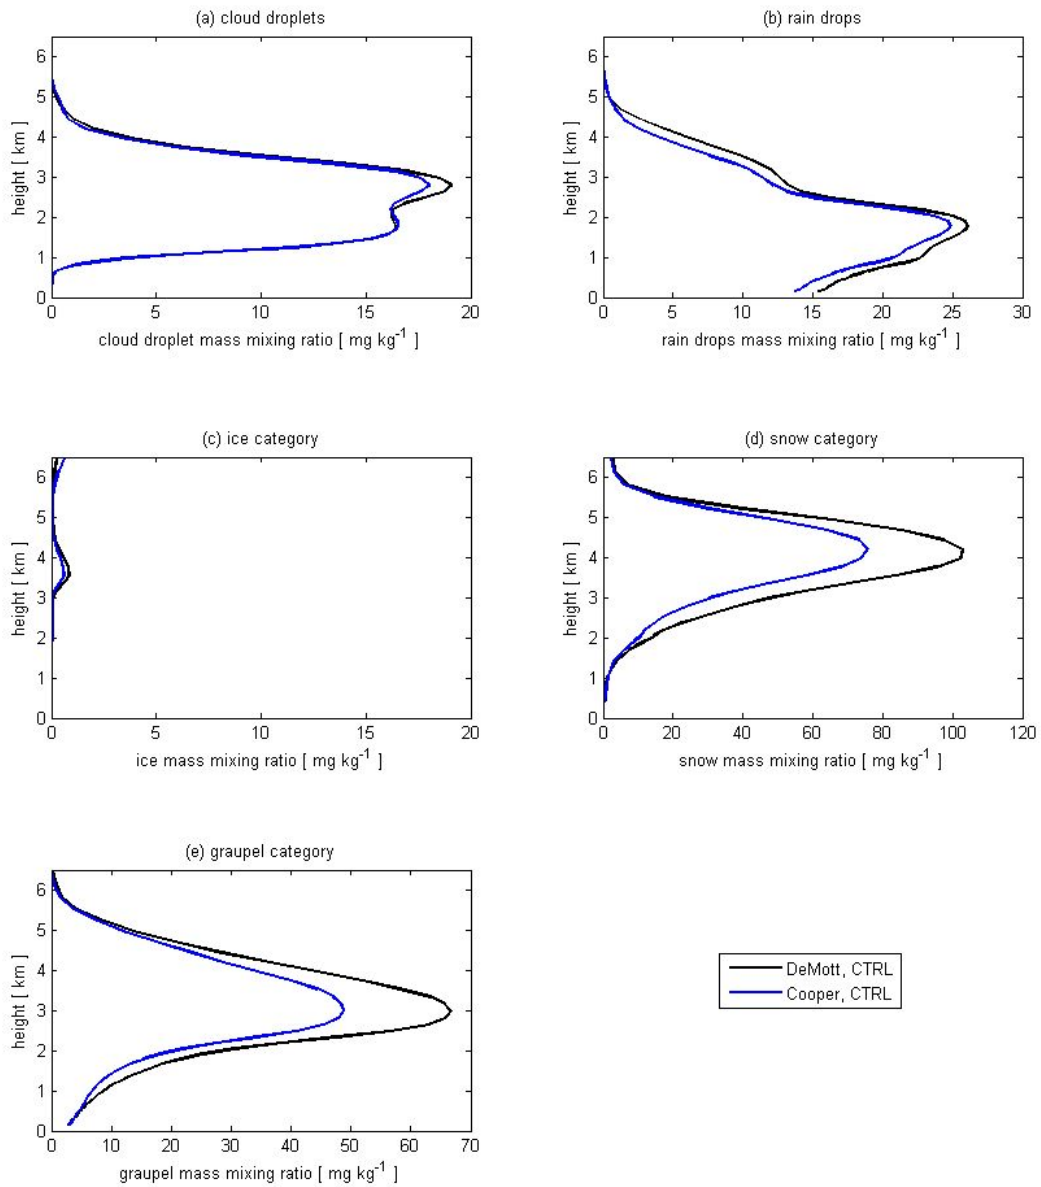 (a) cloud droplets
height [ km ]
6
5
4
3
2
1
0
0 5 10 15 20
cloud droplet mass mixing ratio [ mg kg⁻¹ ]
(b) rain drops
height [ km ]
6
5
4
3
2
1
0
0 5 10 15 20 25 30
rain drops mass mixing ratio [ mg kg⁻¹ ]
(c) ice category
height [ km ]
6
5
4
3
2
1
0
0 5 10 15 20
ice mass mixing ratio [ mg kg⁻¹ ]
(d) snow category
height [ km ]
6
5
4
3
2
1
0
0 20 40 60 80 100 120
snow mass mixing ratio [ mg kg⁻¹ ]
(e) graupel category
height [ km ]
6
5
4
3
2
1
0
0 10 20 30 40 50 60 70
graupel mass mixing ratio [ mg kg⁻¹ ]
DeMott, CTRL
Cooper, CTRL